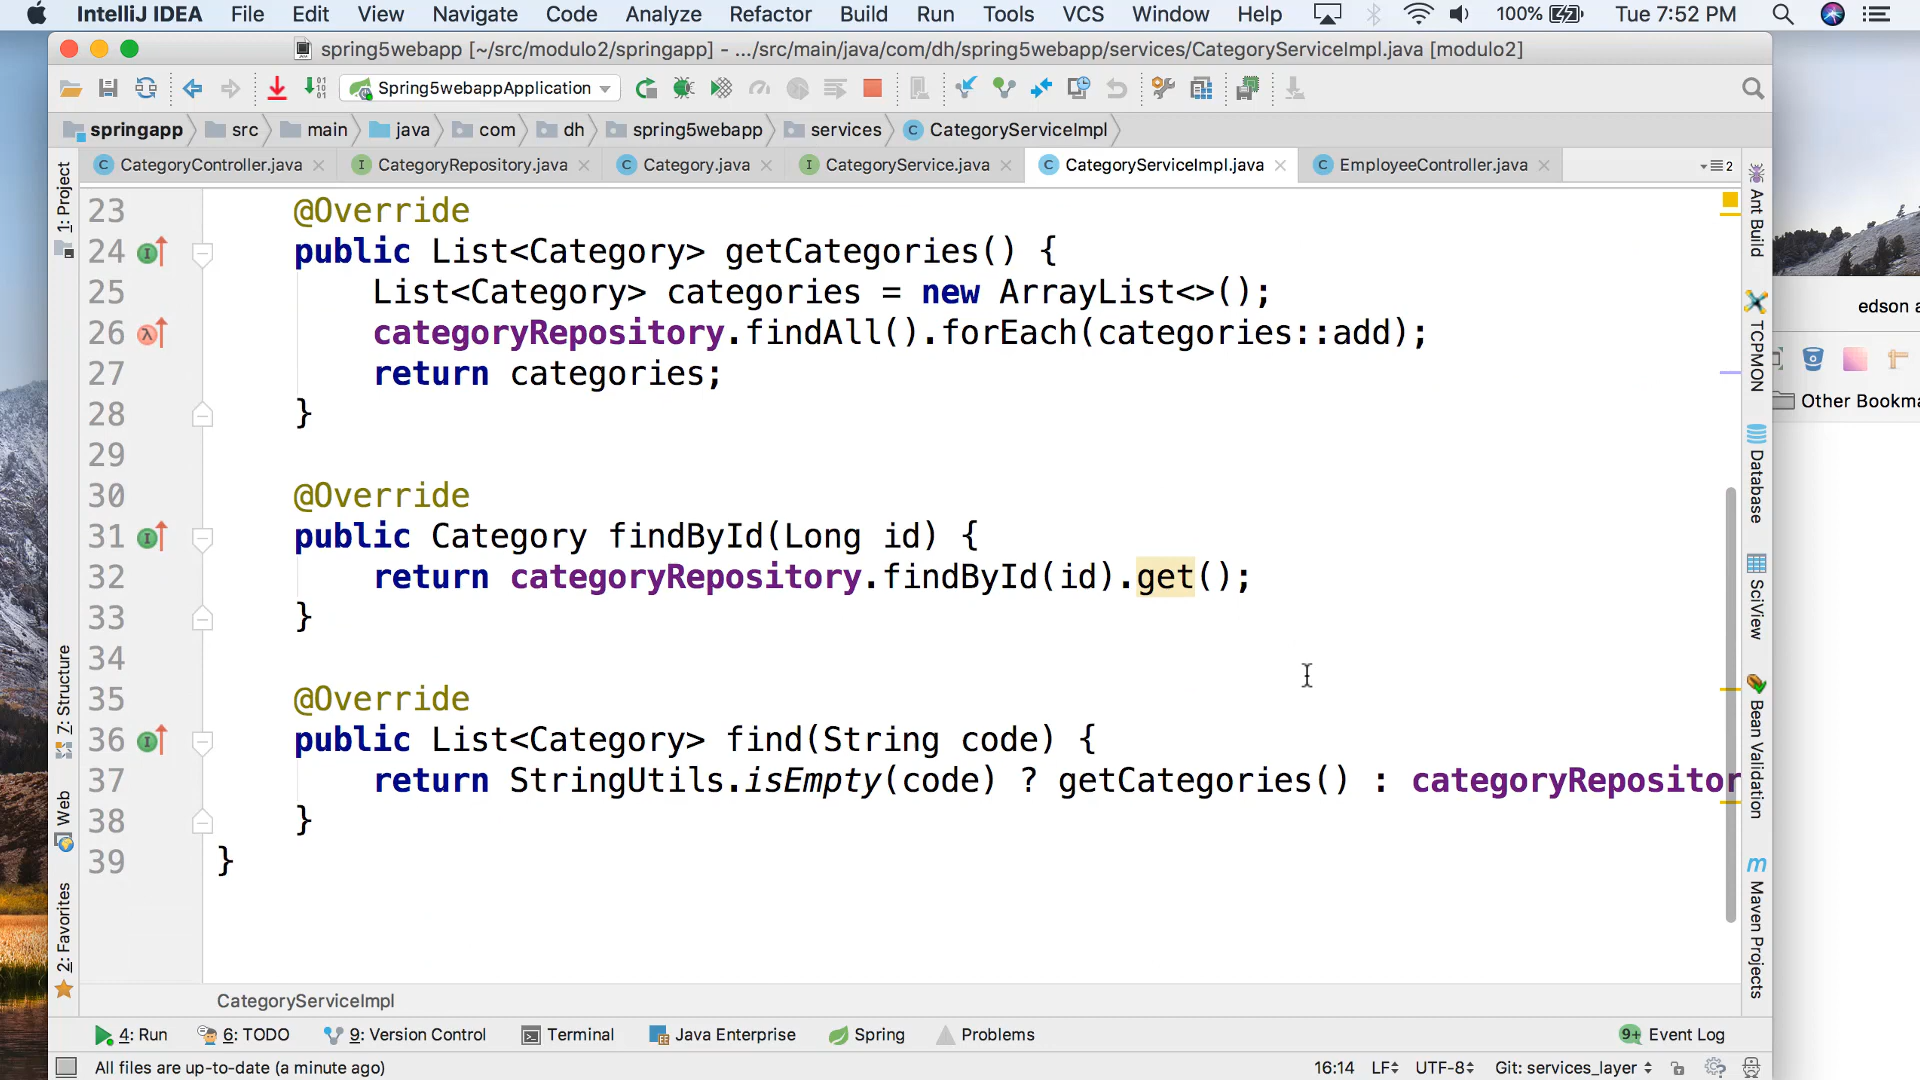 IntelliJ IDEA File Edit View Navigate Code Analyze Refactor Build Run Tools VCS Window Help 100% Tue 7:52 PM
spring5webapp [~/src/modulo2/springapp] - .../src/main/java/com/dh/spring5webapp/services/CategoryServiceImpl.java [modulo2]
Spring5webappApplication
springapp src main java com dh spring5webapp services CategoryServiceImpl
CategoryController.java CategoryRepository.java Category.java CategoryService.java CategoryServiceImpl.java EmployeeController.java 2
23 @Override
24 public List<Category> getCategories() {
25 List<Category> categories = new ArrayList<>();
26 categoryRepository.findAll().forEach(categories::add);
27 return categories;
28 }
29
30 @Override
31 public Category findById(Long id) {
32 return categoryRepository.findById(id).get();
33 }
34
35 @Override
36 public List<Category> find(String code) {
37 return StringUtils.isEmpty(code) ? getCategories() : categoryRepositor
38 }
39 }
1: Project
7: Structure
Web
2: Favorites
Ant Build
TCPMON
Database
SciView
Bean Validation
m Maven Projects
edson a
Other Bookma
CategoryServiceImpl
4: Run 6: TODO 9: Version Control Terminal Java Enterprise Spring Problems 9+ Event Log
All files are up-to-date (a minute ago) 16:14 LF UTF-8 Git: services_layer